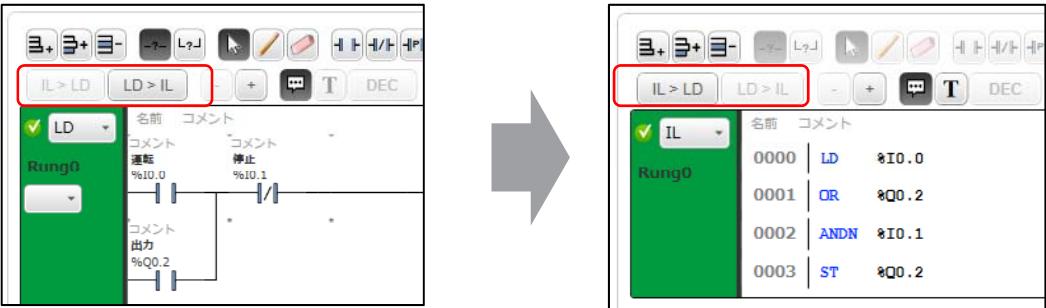 IL > LD
LD > IL
-
+
T
DEC
LD
Rung0
名前 コメント
コメント
運転
%I0.0
コメント
停止
%I0.1
コメント
出力
%Q0.2
IL > LD
LD > IL
-
+
T
DEC
IL
Rung0
名前 コメント
0000 LD %I0.0
0001 OR %Q0.2
0002 ANDN %I0.1
0003 ST %Q0.2